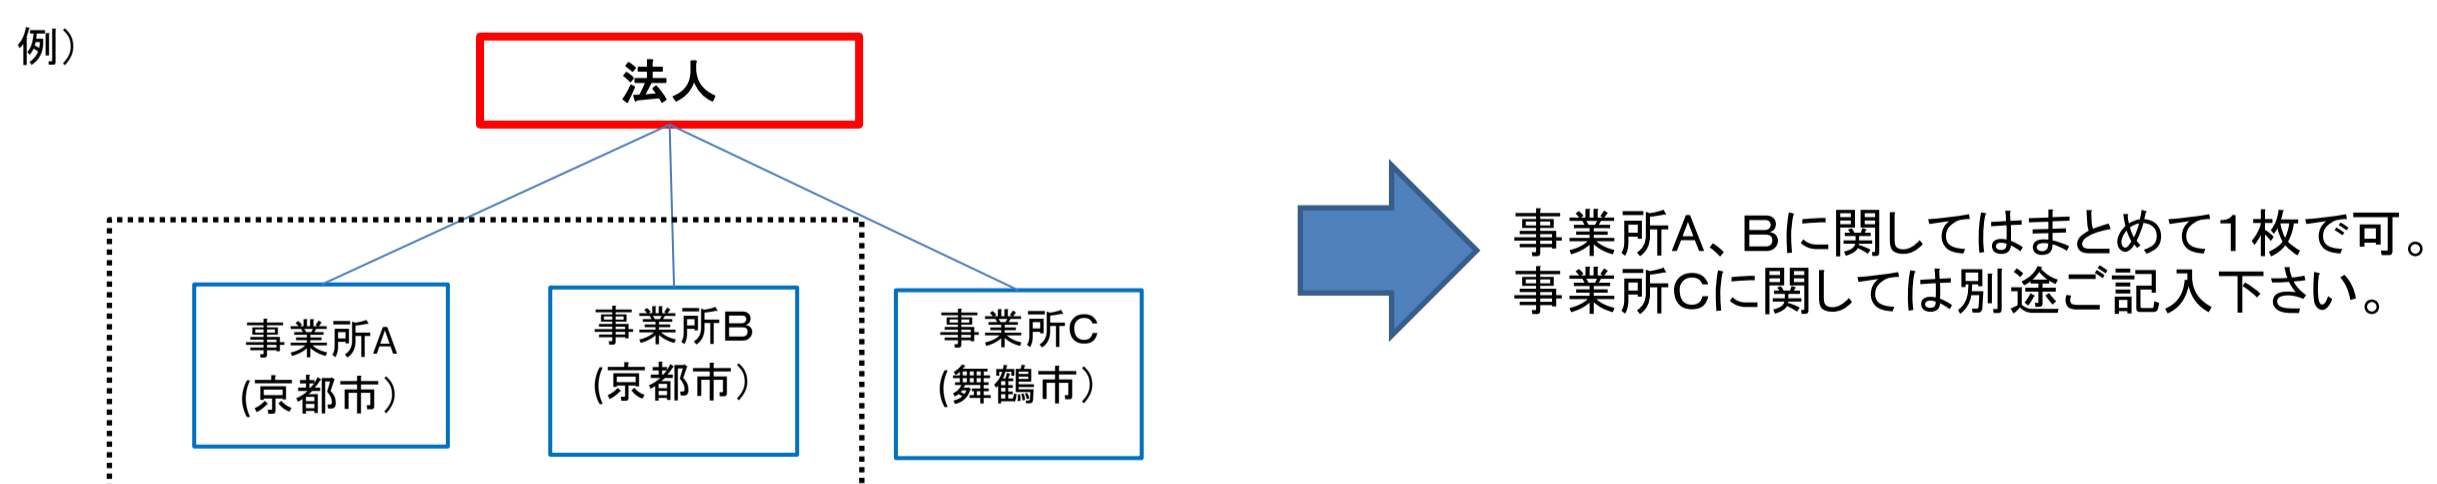 例）
法人
事業所A
(京都市）
事業所B
(京都市）
事業所C
(舞鶴市）
事業所A、Bに関してはまとめて１枚で可。
事業所Cに関しては別途ご記入下さい。